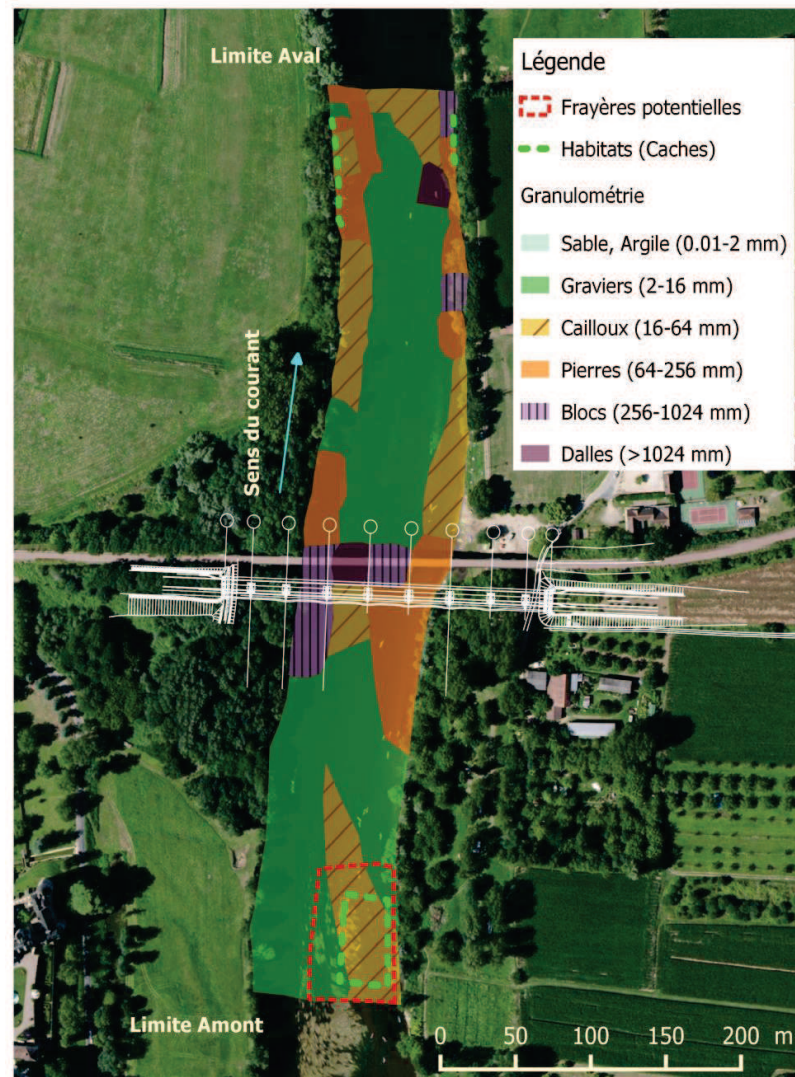 Limite Aval
Légende
Frayères potentielles
Habitats (Caches)
Granulométrie
Sable, Argile (0.01-2 mm)
Graviers (2-16 mm)
Cailloux (16-64 mm)
Pierres (64-256 mm)
Blocs (256-1024 mm)
Dalles (>1024 mm)
Sens du courant
Limite Amont
0 50 100 150 200 m